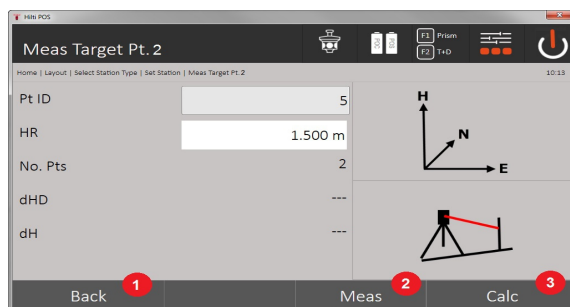 Hilti POS
Meas Target Pt. 2
PDC
POS
F1 Prism
F2 T+D
Home | Layout | Select Station Type | Set Station | Meas Target Pt.2
10:13
Pt ID 5
HR 1.500 m
No. Pts 2
dHD ---
dH ---
H
N
E
1
2
3
Back
Meas
Calc